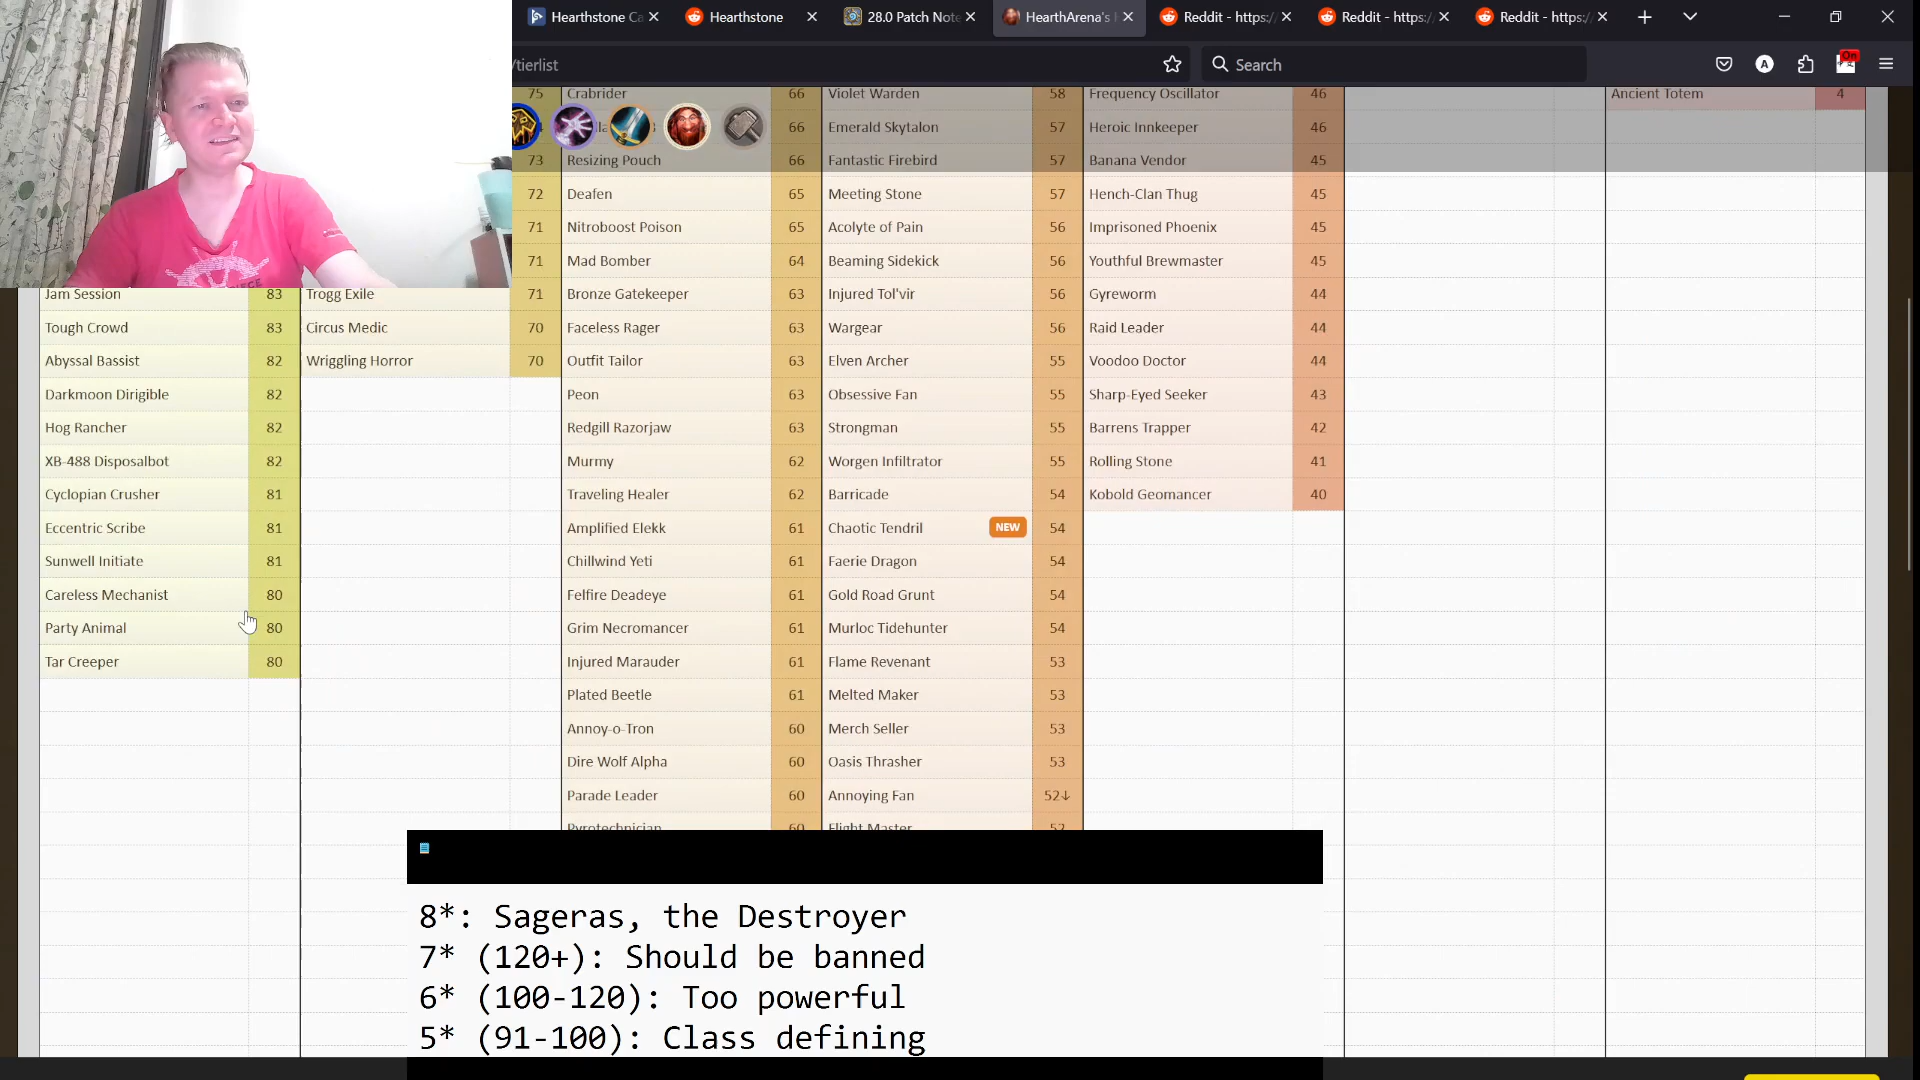 Hearthstone Ca
Hearthstone
28.0 Patch Note
HearthArena's
Reddit - https:/
Reddit - https:/
Reddit - https:/
/tierlist
Search
A
On
75 Crabrider 66 Violet Warden 58 Frequency Oscillator 46 Ancient Totem 4
66 Emerald Skytalon 57 Heroic Innkeeper 46
73 Resizing Pouch 66 Fantastic Firebird 57 Banana Vendor 45
72 Deafen 65 Meeting Stone 57 Hench-Clan Thug 45
71 Nitroboost Poison 65 Acolyte of Pain 56 Imprisoned Phoenix 45
71 Mad Bomber 64 Beaming Sidekick 56 Youthful Brewmaster 45
Jam Session 83 Trogg Exile 71 Bronze Gatekeeper 63 Injured Tol'vir 56 Gyreworm 44
Tough Crowd 83 Circus Medic 70 Faceless Rager 63 Wargear 56 Raid Leader 44
Abyssal Bassist 82 Wriggling Horror 70 Outfit Tailor 63 Elven Archer 55 Voodoo Doctor 44
Darkmoon Dirigible 82 Peon 63 Obsessive Fan 55 Sharp-Eyed Seeker 43
Hog Rancher 82 Redgill Razorjaw 63 Strongman 55 Barrens Trapper 42
XB-488 Disposalbot 82 Murmy 62 Worgen Infiltrator 55 Rolling Stone 41
Cyclopian Crusher 81 Traveling Healer 62 Barricade 54 Kobold Geomancer 40
Eccentric Scribe 81 Amplified Elekk 61 Chaotic Tendril NEW 54
Sunwell Initiate 81 Chillwind Yeti 61 Faerie Dragon 54
Careless Mechanist 80 Felfire Deadeye 61 Gold Road Grunt 54
Party Animal 80 Grim Necromancer 61 Murloc Tidehunter 54
Tar Creeper 80 Injured Marauder 61 Flame Revenant 53
Plated Beetle 61 Melted Maker 53
Annoy-o-Tron 60 Merch Seller 53
Dire Wolf Alpha 60 Oasis Thrasher 53
Parade Leader 60 Annoying Fan 52↓
Pyrotechnician 60 Flight Master 52
8*: Sageras, the Destroyer
7* (120+): Should be banned
6* (100-120): Too powerful
5* (91-100): Class defining